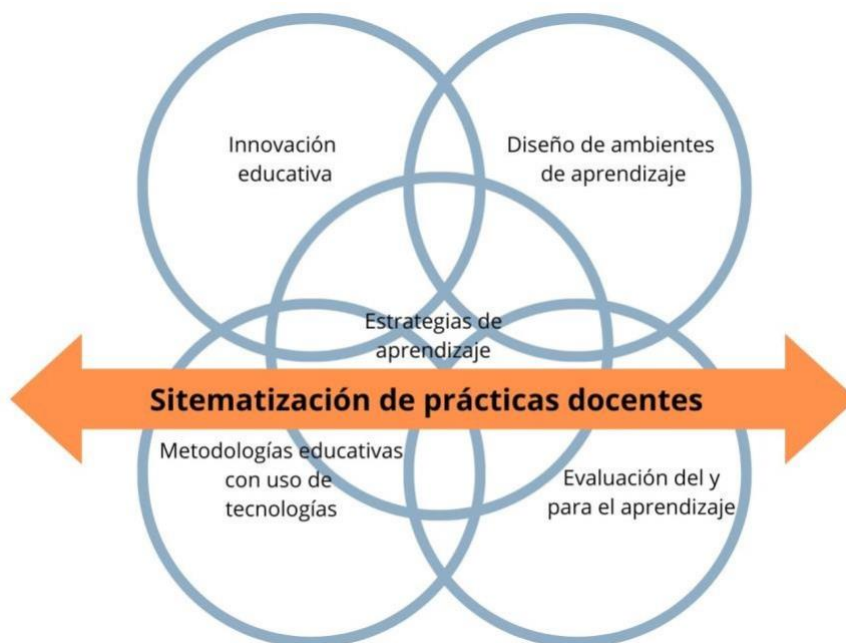 Innovación
educativa
Diseño de ambientes
de aprendizaje
Estrategias de
aprendizaje
Sitematización de prácticas docentes
Metodologías educativas
con uso de
tecnologías
Evaluación del y
para el aprendizaje